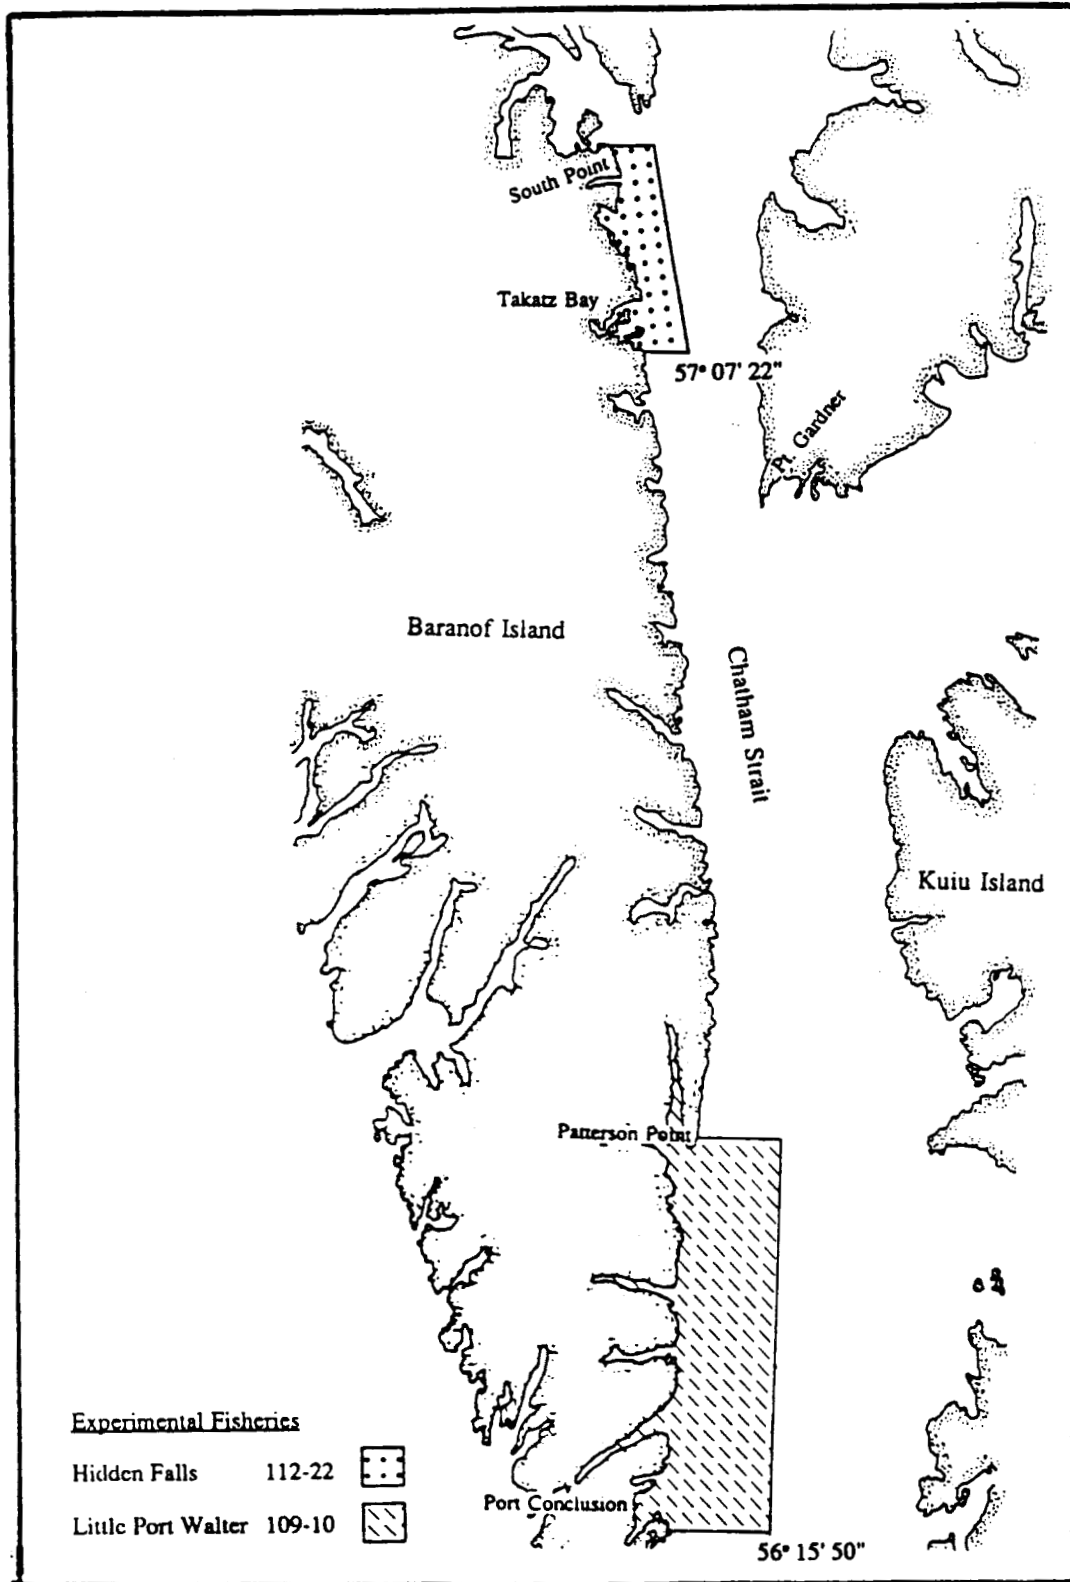 South Point
Takatz Bay
57° 07' 22"
Pt. Gardner
Baranof Island
Chatham Strait
Kuiu Island
Patterson Point
Experimental Fisheries
Hidden Falls 112-22
Little Port Walter 109-10
Port Conclusion
56° 15' 50"